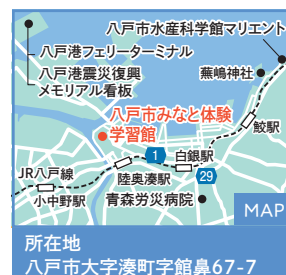 八戸市水産科学館マリエント
八戸港フェリーターミナル
八戸港震災復興
メモリアル看板
蕪嶋神社
八戸市みなと体験
学習館
鮫駅
1
白銀駅
JR八戸線
陸奥湊駅
29
小中野駅
青森労災病院
MAP
所在地
八戸市大字湊町字館鼻67-7